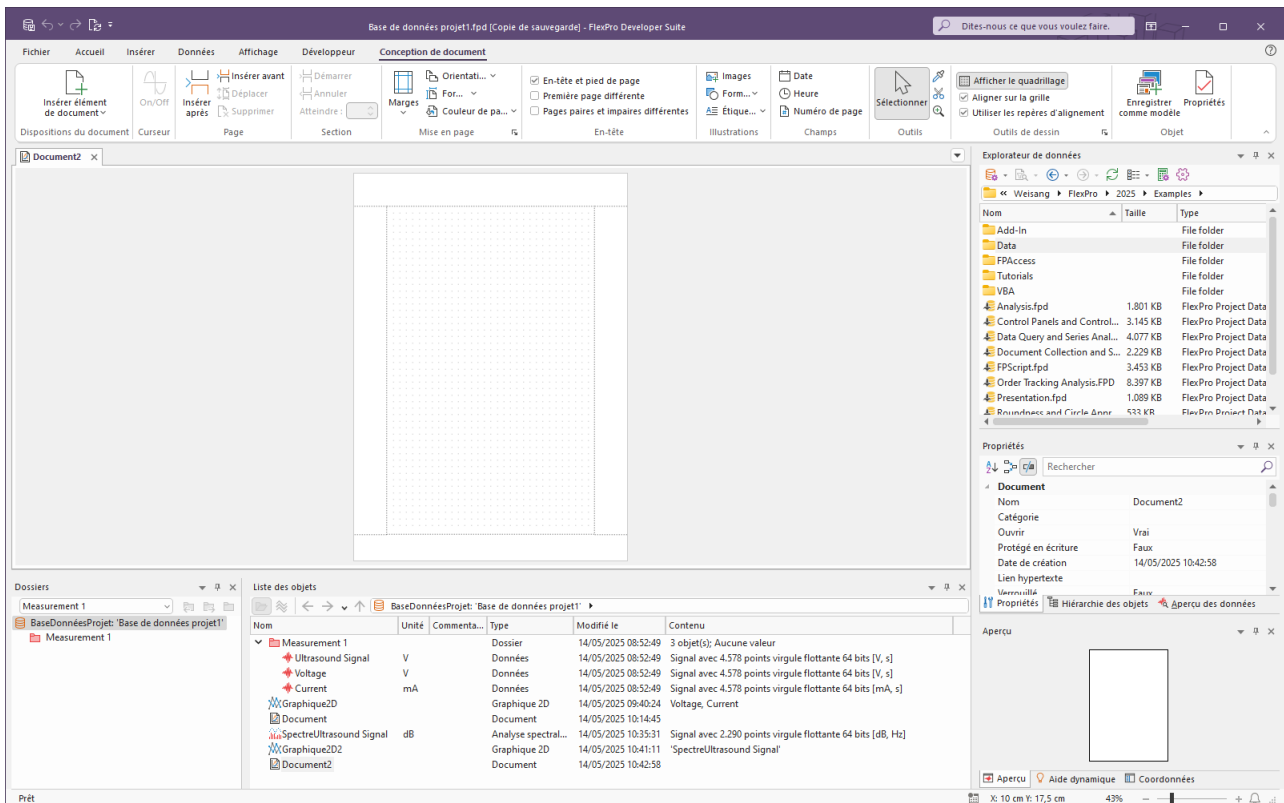 Base de données projet1.fpd [Copie de sauvegarde] - FlexPro Developer Suite
Dites-nous ce que vous voulez faire.
Fichier Accueil Insérer Données Affichage Développeur Conception de document
Insérer élément de document
Dispositions du document
On/Off
Curseur
Insérer après
Insérer avant
Déplacer
Supprimer
Page
Démarrer
Annuler
Atteindre :
Section
Marges
Orientati...
For...
Couleur de pa...
Mise en page
En-tête et pied de page
Première page différente
Pages paires et impaires différentes
En-tête
Images
Form...
Étique...
Illustrations
Date
Heure
Numéro de page
Champs
Sélectionner
Outils
Afficher le quadrillage
Aligner sur la grille
Utiliser les repères d'alignement
Outils de dessin
Enregistrer comme modèle
Propriétés
Objet
Document2
Explorateur de données
« Weisang FlexPro 2025 Examples
Nom Taille Type
Add-In File folder
Data File folder
FPAccess File folder
Tutorials File folder
VBA File folder
Analysis.fpd 1.801 KB FlexPro Project Data
Control Panels and Control... 3.145 KB FlexPro Project Data
Data Query and Series Anal... 4.077 KB FlexPro Project Data
Document Collection and S... 2.229 KB FlexPro Project Data
FPScript.fpd 3.453 KB FlexPro Project Data
Order Tracking Analysis.FPD 8.397 KB FlexPro Project Data
Presentation.fpd 1.089 KB FlexPro Project Data
Roundness and Circle Appr... 533 KB FlexPro Project Data
Propriétés
Rechercher
Document
Nom Document2
Catégorie
Ouvrir Vrai
Protégé en écriture Faux
Date de création 14/05/2025 10:42:58
Lien hypertexte
Verrouillé Faux
Propriétés Hiérarchie des objets Aperçu des données
Aperçu
Aperçu Aide dynamique Coordonnées
Dossiers
Measurement 1
BaseDonnéesProjet: 'Base de données projet1'
Measurement 1
Liste des objets
BaseDonnéesProjet: 'Base de données projet1'
Nom Unité Commenta... Type Modifié le Contenu
Measurement 1 Dossier 14/05/2025 08:52:49 3 objet(s); Aucune valeur
Ultrasound Signal V Données 14/05/2025 08:52:49 Signal avec 4.578 points virgule flottante 64 bits [V, s]
Voltage V Données 14/05/2025 08:52:49 Signal avec 4.578 points virgule flottante 64 bits [V, s]
Current mA Données 14/05/2025 08:52:49 Signal avec 4.578 points virgule flottante 64 bits [mA, s]
Graphique2D Graphique 2D 14/05/2025 09:40:24 Voltage, Current
Document Document 14/05/2025 10:14:45
SpectreUltrasound Signal dB Analyse spectral... 14/05/2025 10:35:31 Signal avec 2.290 points virgule flottante 64 bits [dB, Hz]
Graphique2D2 Graphique 2D 14/05/2025 10:41:11 'SpectreUltrasound Signal'
Document2 Document 14/05/2025 10:42:58
Prêt
X: 10 cm Y: 17,5 cm 43%